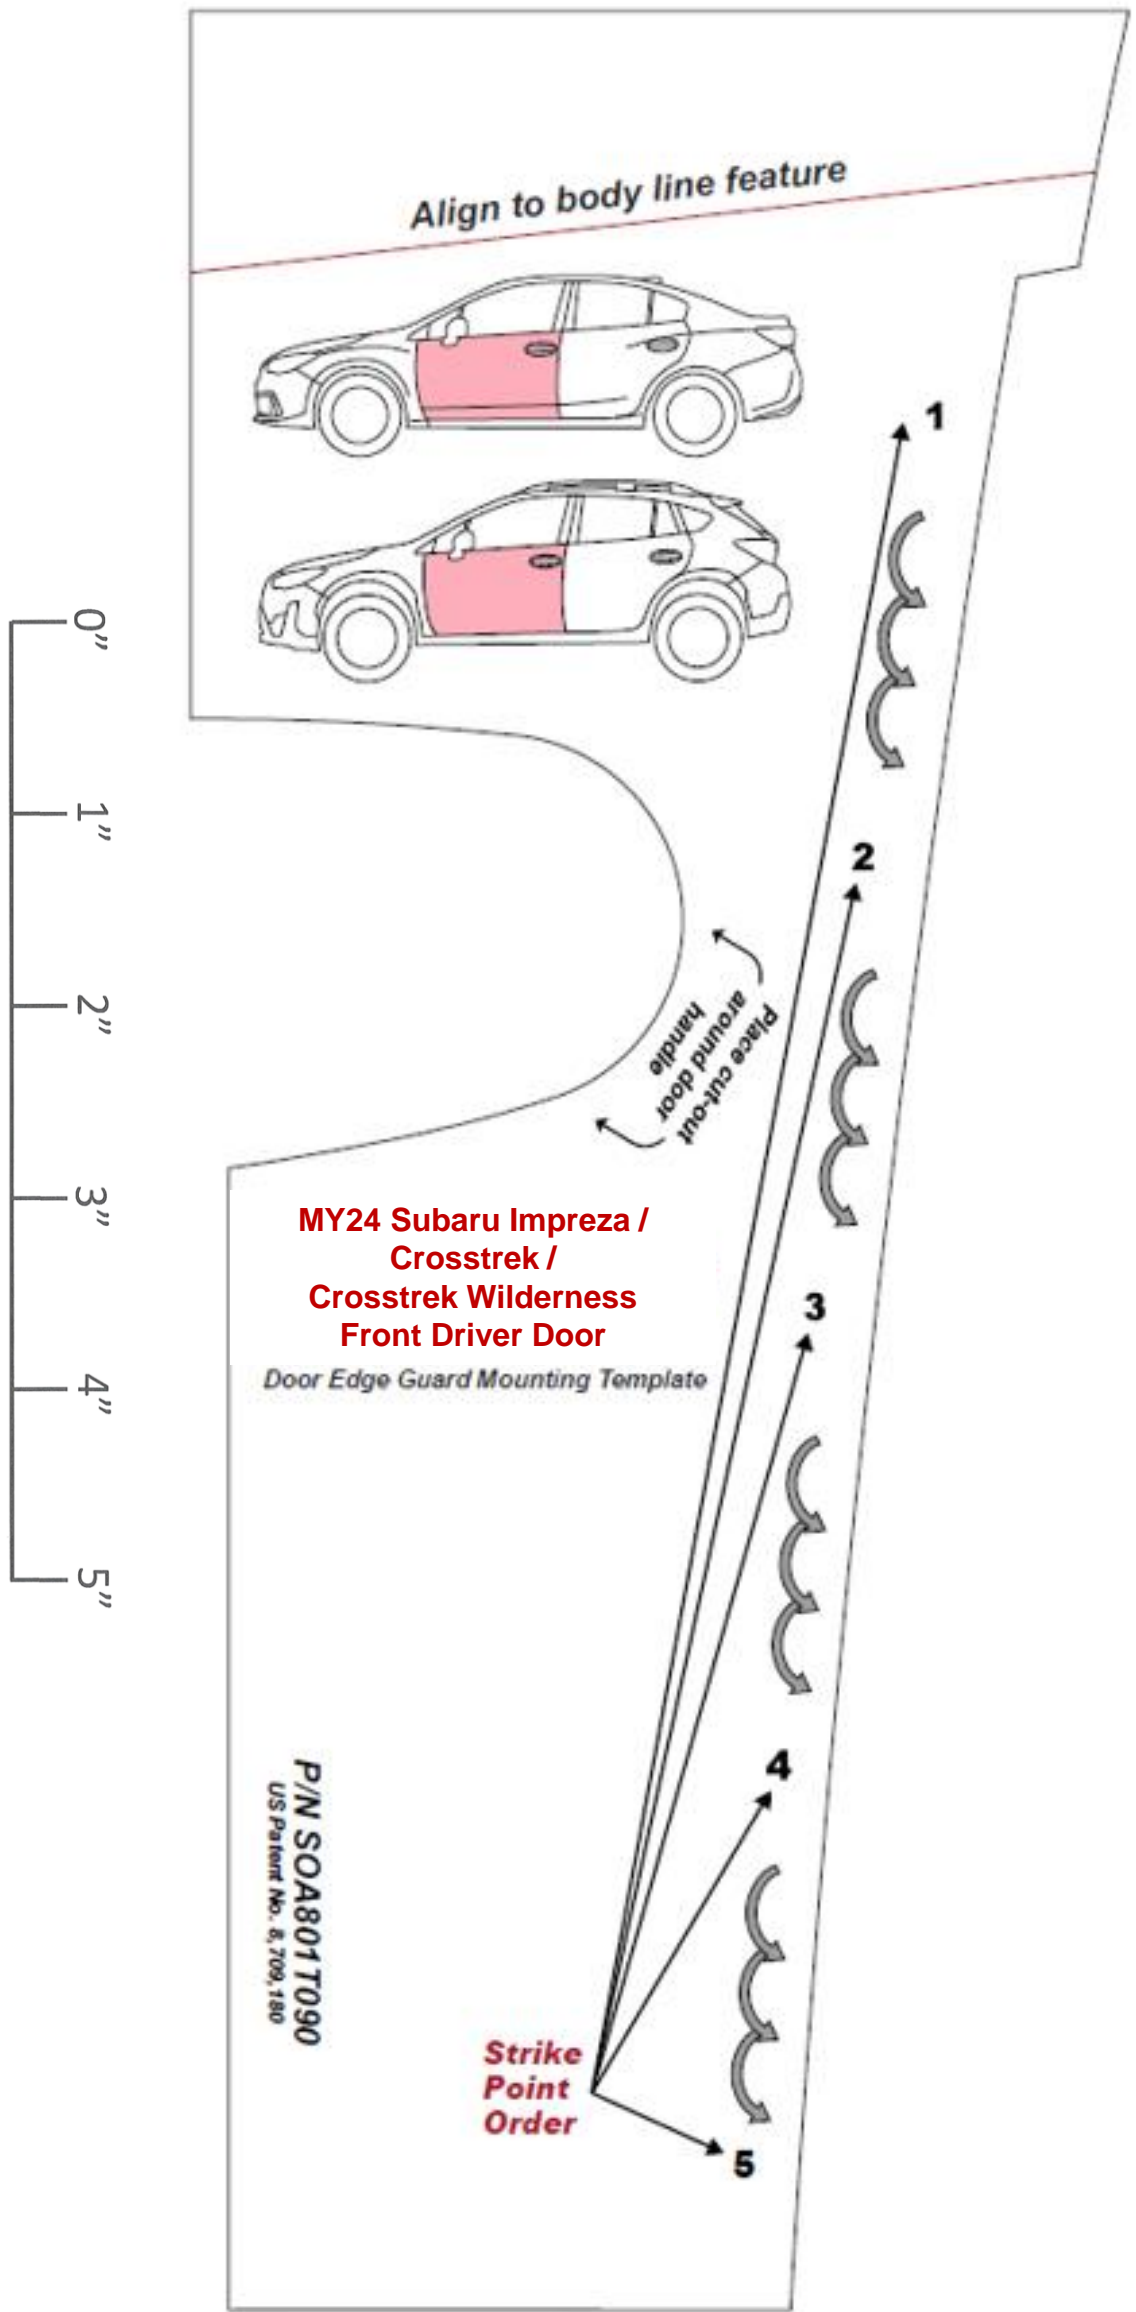 Align to body line feature
1
0”
1”
2
2”
Place cut-out
around door
handle
3”
MY24 Subaru Impreza /
Crosstrek /
Crosstrek Wilderness
Front Driver Door
3
Door Edge Guard Mounting Template
4”
5”
4
P/N SOA801T090
US Patent No. 8,709,180
Strike
Point
Order
5